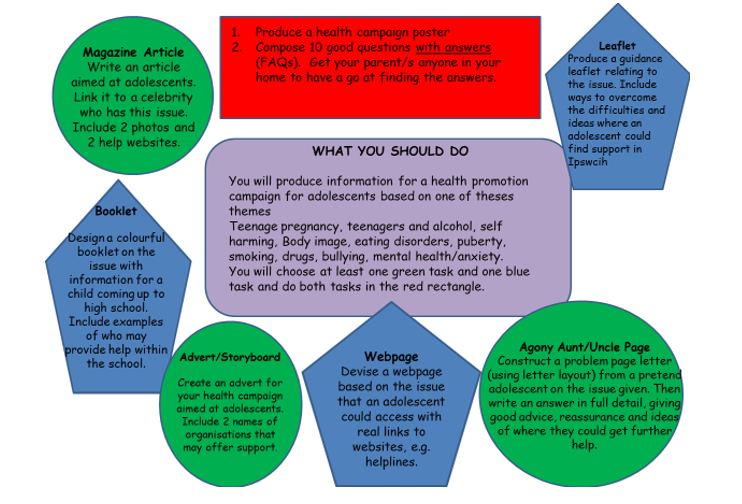 Magazine Article
Write an article
aimed at adolescents.
Link it to a celebrity
who has this issue.
Include 2 photos and
2 help websites.
1. Produce a health campaign poster
2. Compose 10 good questions with answers
(FAQs). Get your parent/s anyone in your
home to have a go at finding the answers.
Leaflet
Produce a guidance
leaflet relating to
the issue. Include
ways to overcome
the difficulties and
ideas where an
adolescent could
find support in
Ipswcih
WHAT YOU SHOULD DO
You will produce information for a health promotion
campaign for adolescents based on one of theses
themes
Teenage pregnancy, teenagers and alcohol, self
harming, Body image, eating disorders, puberty,
smoking, drugs, bullying, mental health/anxiety.
You will choose at least one green task and one blue
task and do both tasks in the red rectangle.
Booklet
Design a colourful
booklet on the
issue with
information for a
child coming up to
high school.
Include examples
of who may
provide help within
the school.
Advert/Storyboard
Create an advert for
your health campaign
aimed at adolescents.
Include 2 names of
organisations that
may offer support.
Webpage
Devise a webpage
based on the issue
that an adolescent
could access with
real links to
websites, e.g.
helplines.
Agony Aunt/Uncle Page
Construct a problem page letter
(using letter layout) from a pretend
adolescent on the issue given. Then
write an answer in full detail, giving
good advice, reassurance and ideas
of where they could get further
help.